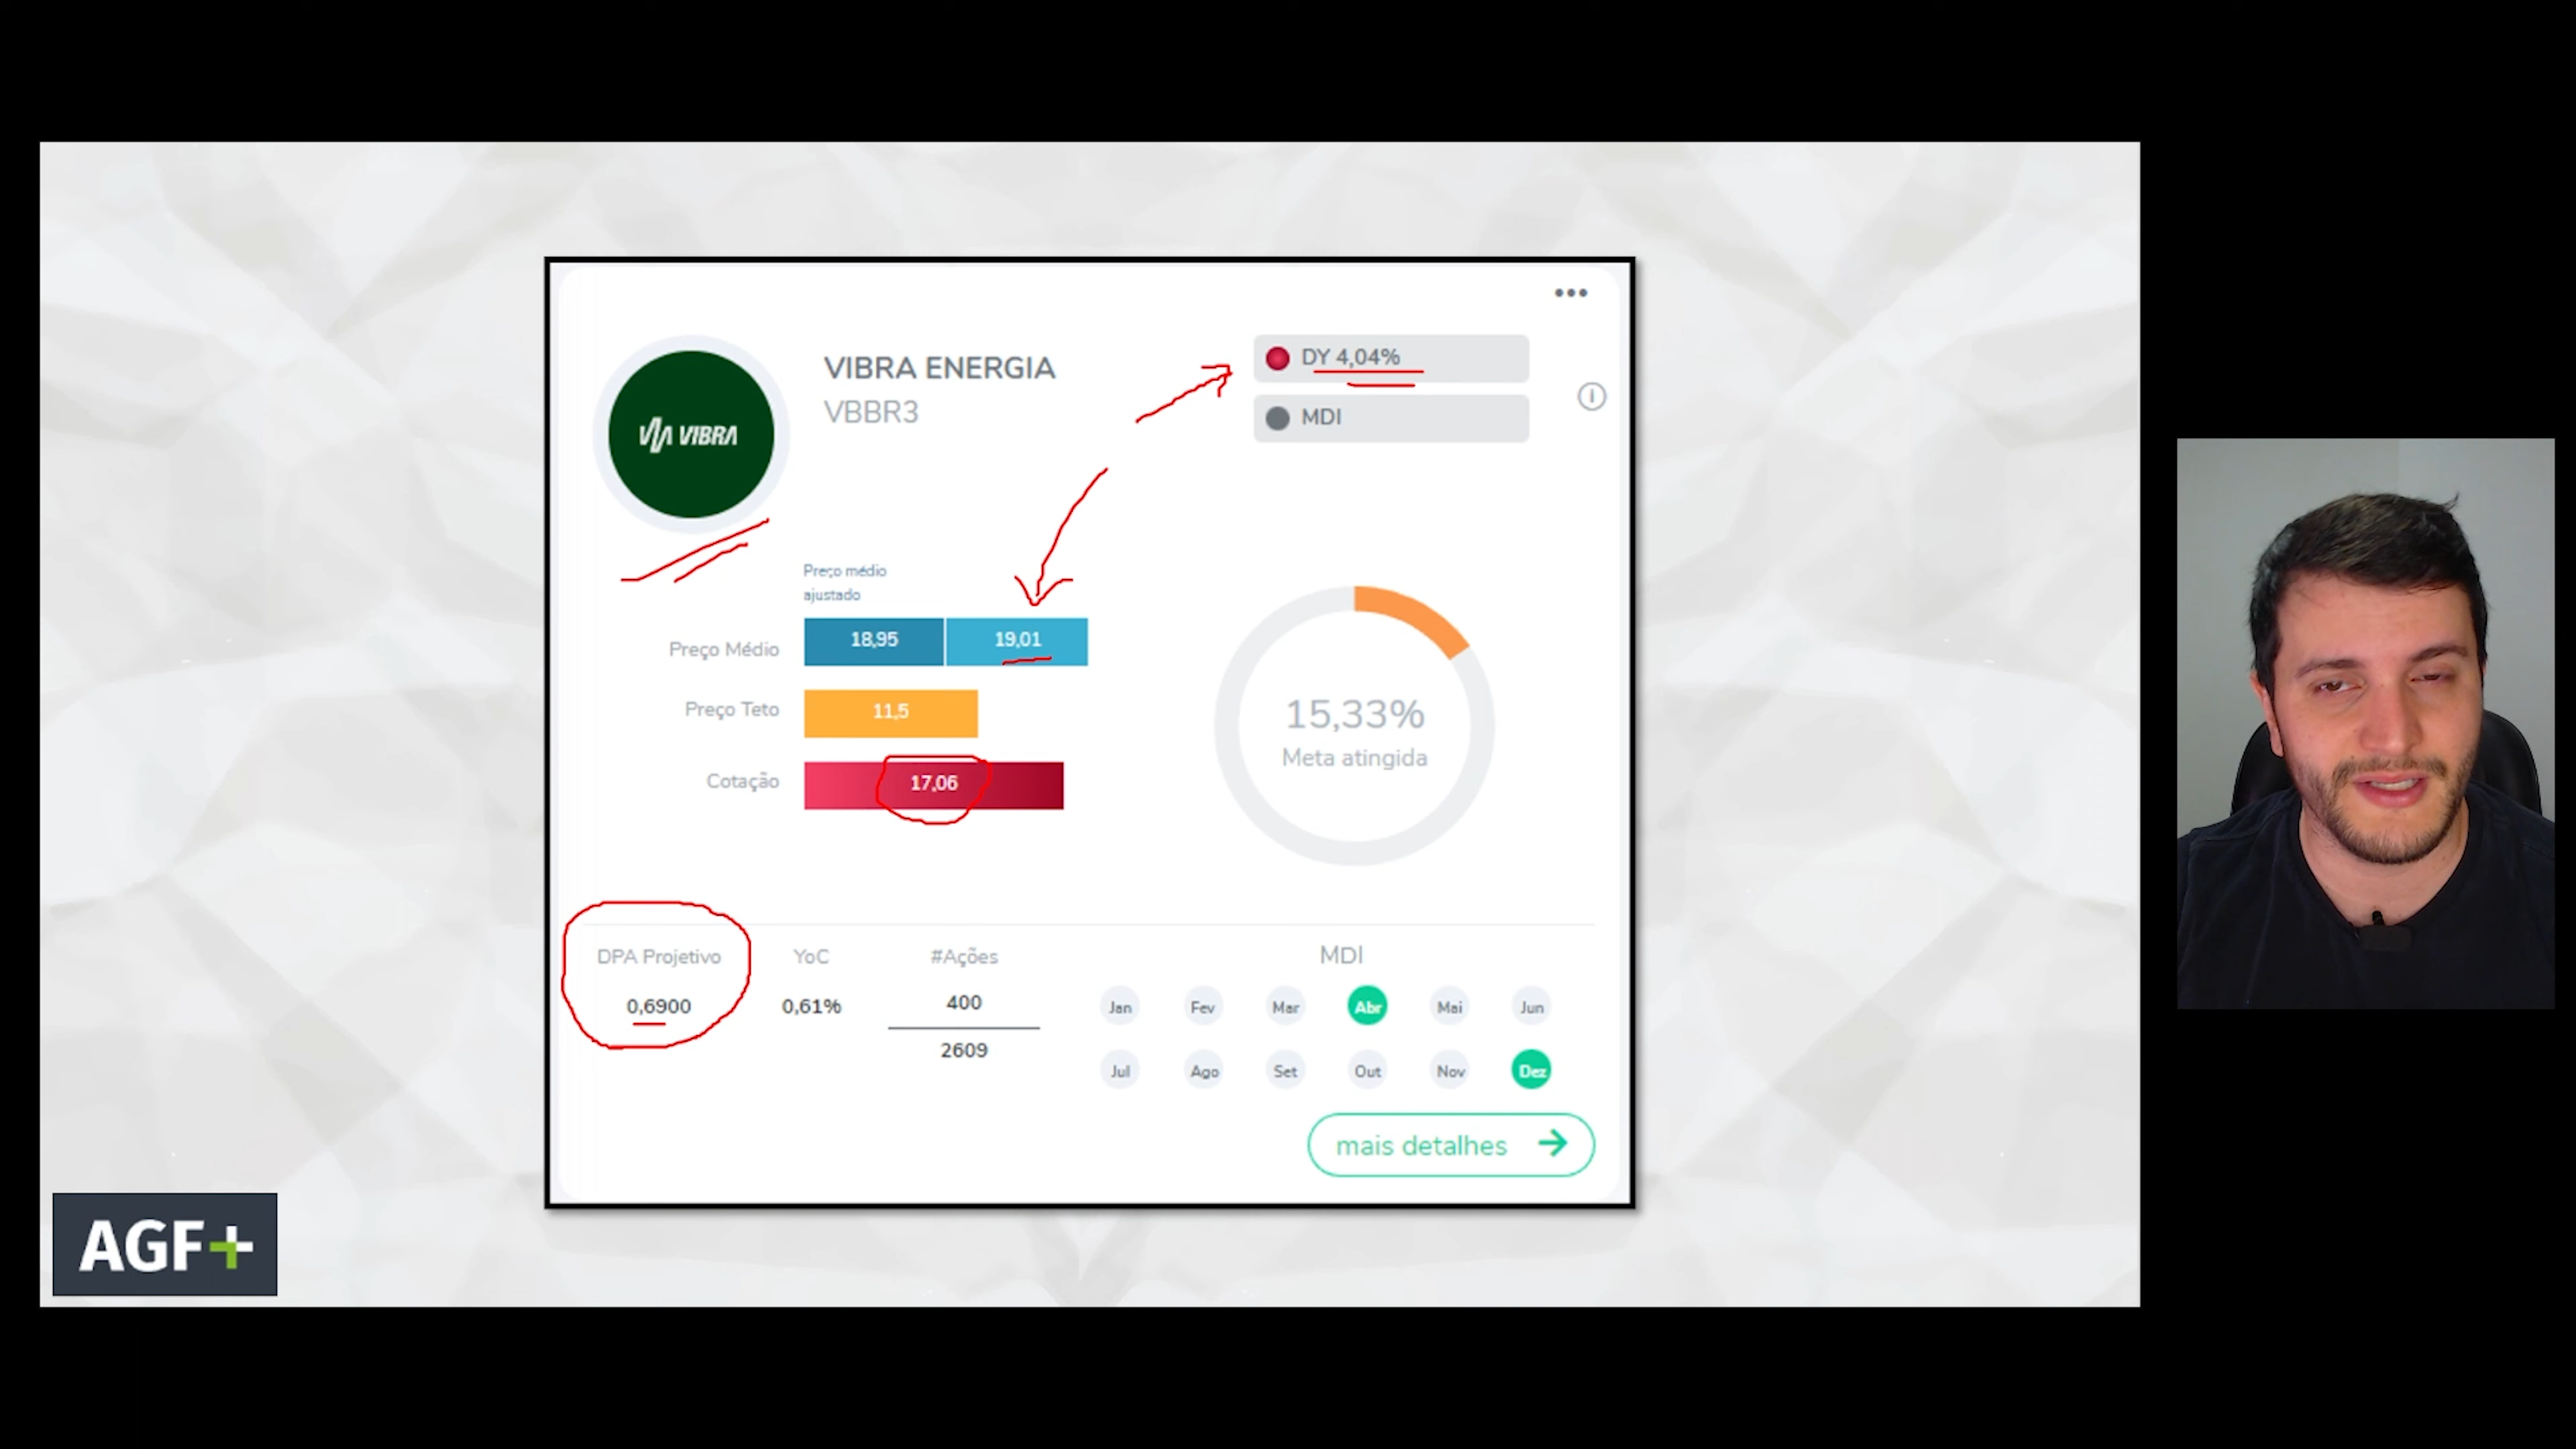 VIBRA ENERGIA
VBBR3
DY 4,04%
MDI
VIBRA
Preço médio
ajustado
Preço Médio 18,95 19,01
Preço Teto 11,5
Cotação 17,06
15,33%
Meta atingida
DPA Projetivo YoC #Ações MDI
0,6900 0,61% 400
2609
Jan Fev Mar Abr Mai Jun
Jul Ago Set Out Nov Dez
mais detalhes
AGF+